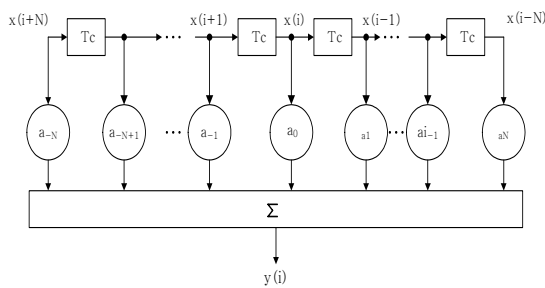 x(i+N) x(i+1) x(i) x(i-1) x(i-N)
Tc ··· Tc Tc ··· Tc
a-N a-N+1 ··· a-1 a0 a1 ··· ai-1 aN
Σ
y(i)